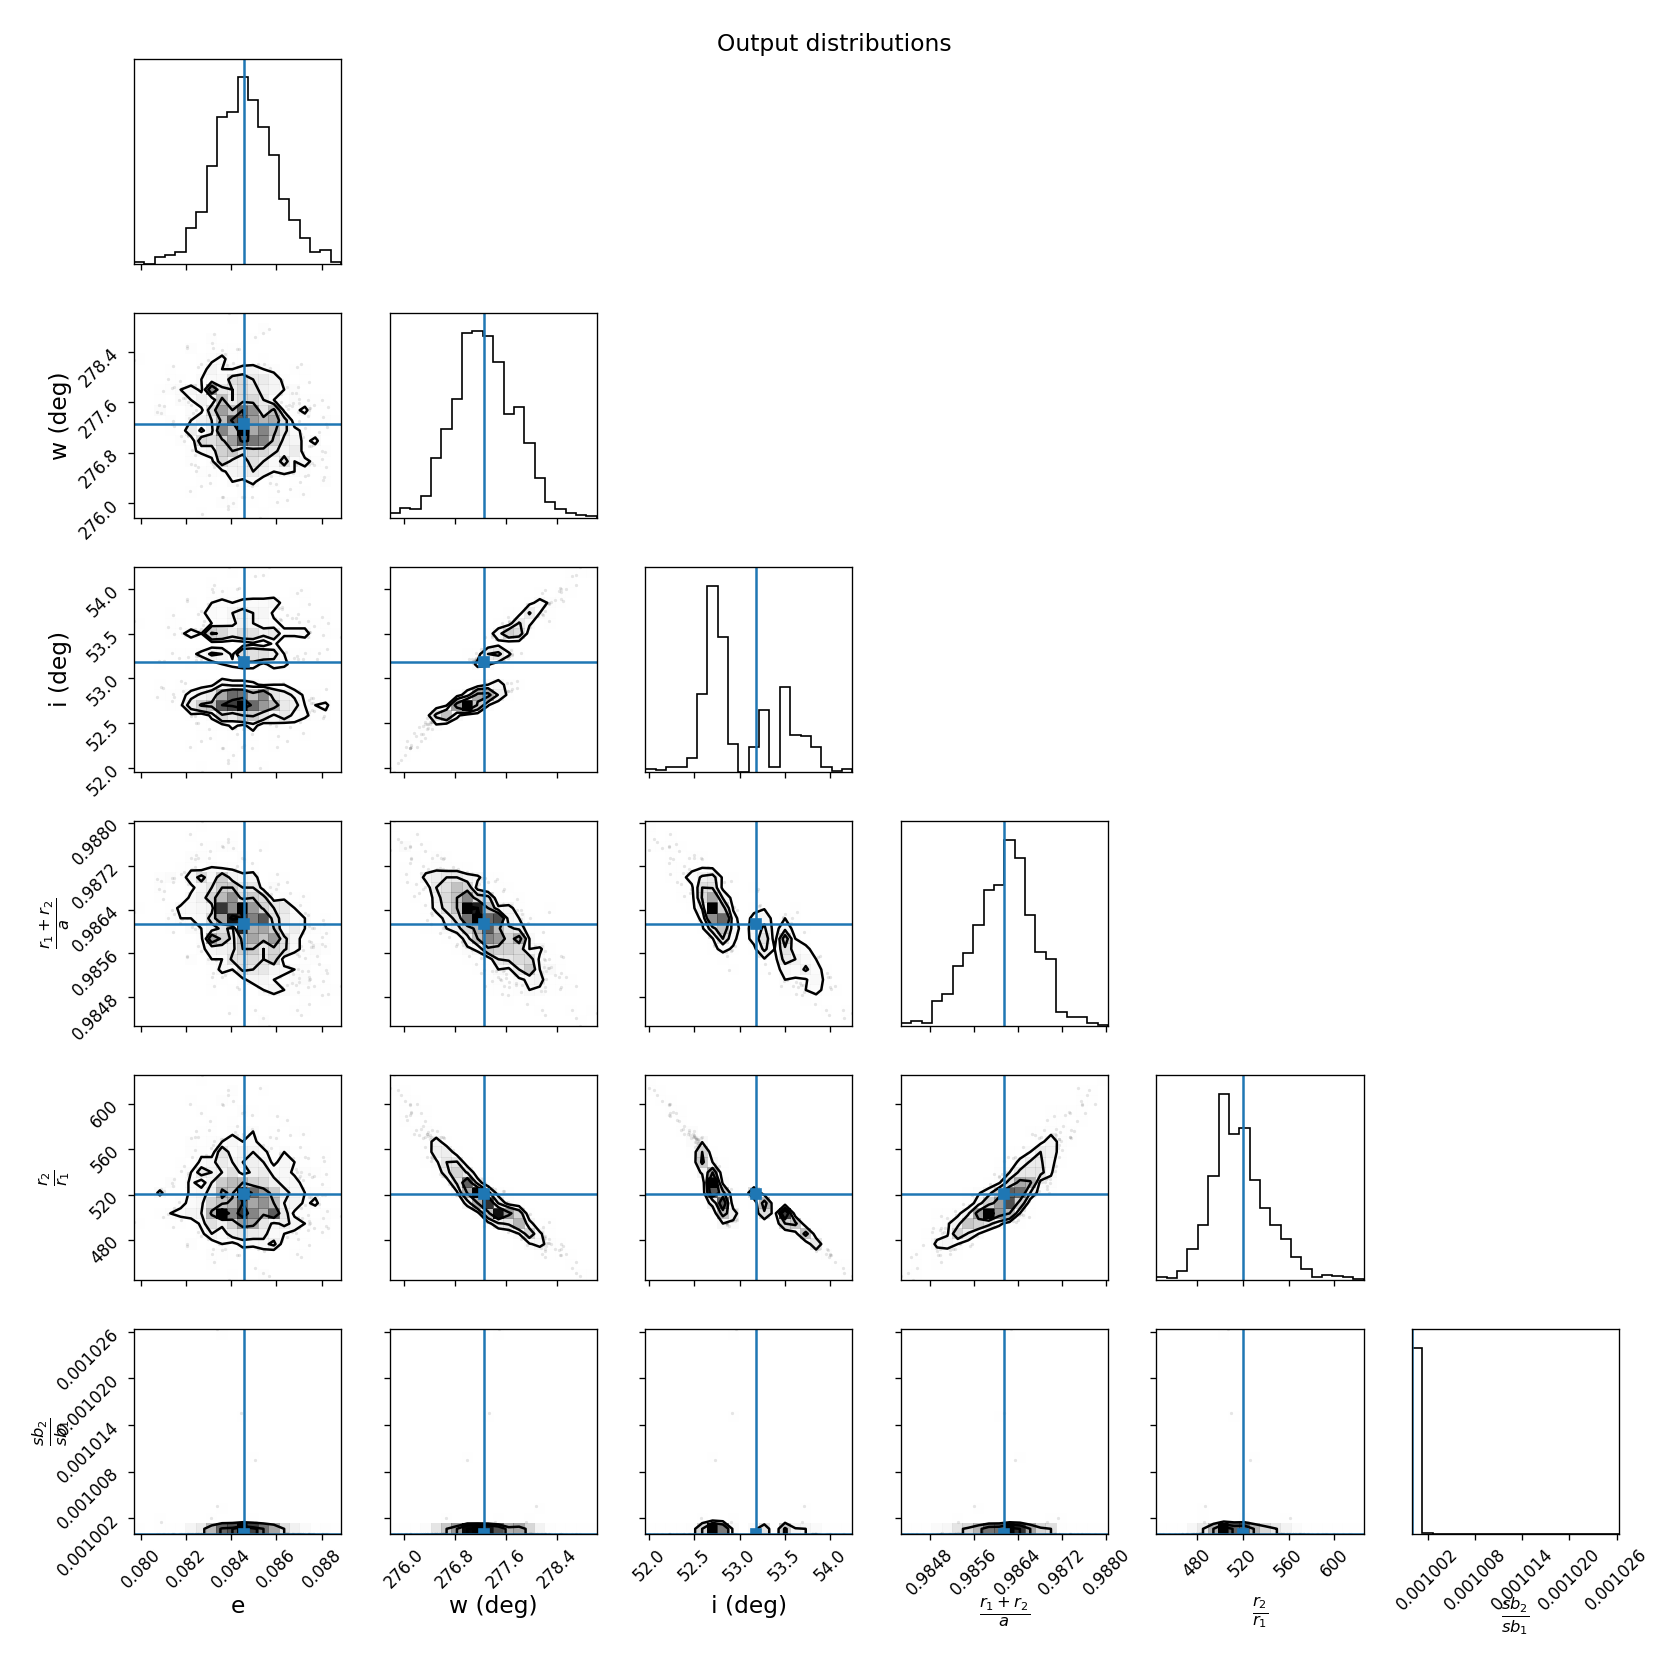 Output distributions
w (deg)
278.4
277.6
276.8
276.0
i (deg)
54.0
53.5
53.0
52.5
52.0
r1 + r2
a
0.9880
0.9872
0.9864
0.9856
0.9848
r2
r1
600
560
520
480
sb2
sb1
0.001026
0.001020
0.001014
0.001008
0.001002
0.080 0.082 0.084 0.086 0.088
276.0 276.8 277.6 278.4
52.0 52.5 53.0 53.5 54.0
0.9848 0.9856 0.9864 0.9872 0.9880
480 520 560 600
0.001002 0.001008 0.001014 0.001020 0.001026
e
w (deg)
i (deg)
r1 + r2
a
r2
r1
sb2
sb1